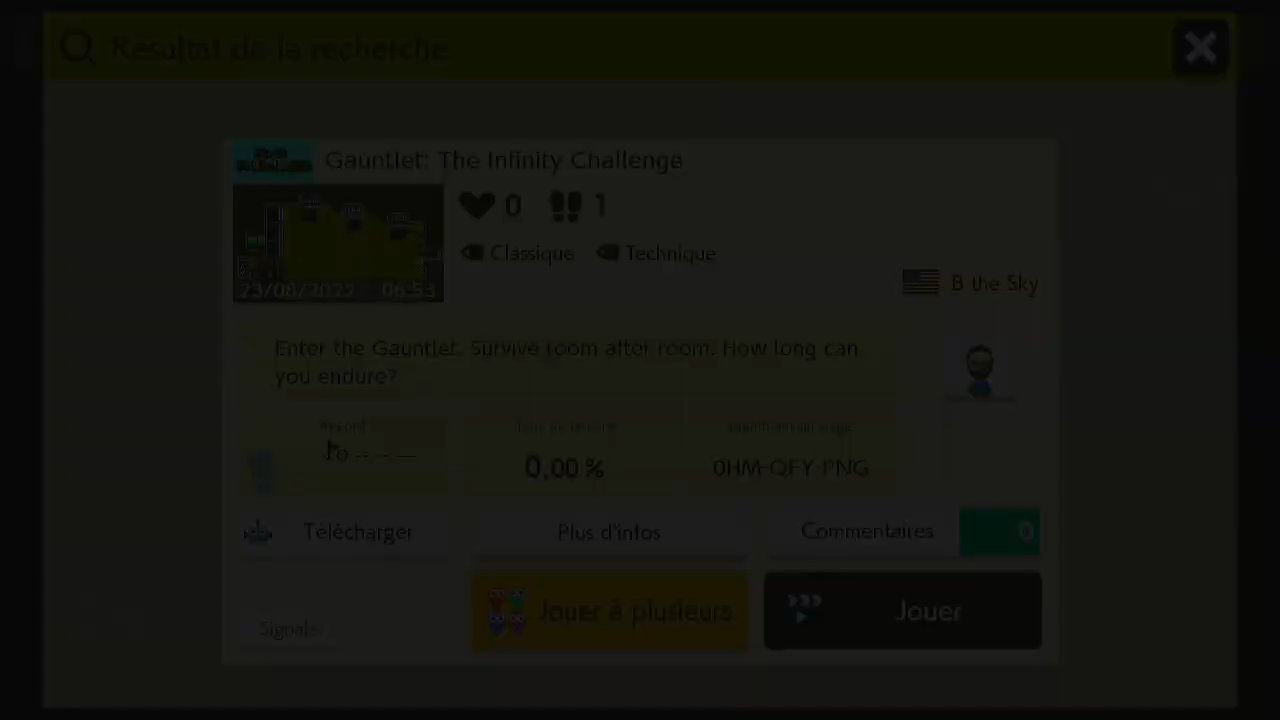 Résultat de la recherche
Gauntlet: The Infinity Challenge
0 1
Classique Technique
23/08/2022 06:53
B the Sky
Enter the Gauntlet. Survive room after room. How long can
you endure?
Record
0,00 %
0HM-QFY-PNG
Télécharger Plus d'infos Commentaires 0
Jouer à plusieurs Jouer
Signaler